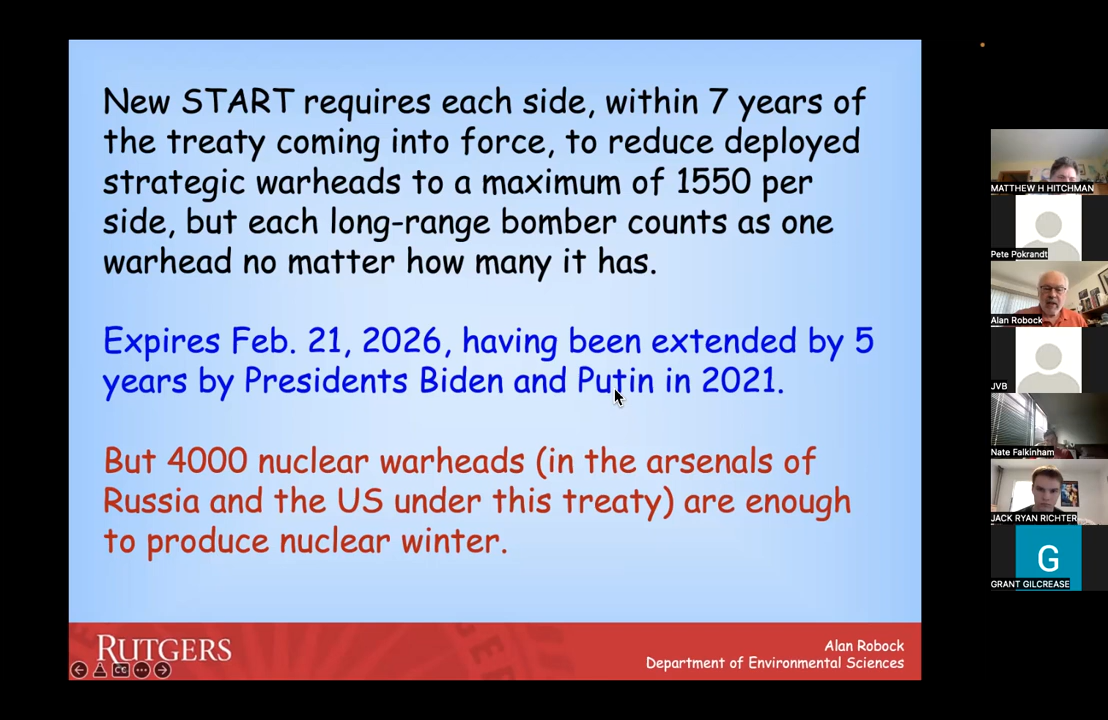 New START requires each side, within 7 years of
the treaty coming into force, to reduce deployed
strategic warheads to a maximum of 1550 per
side, but each long-range bomber counts as one
warhead no matter how many it has.
Expires Feb. 21, 2026, having been extended by 5
years by Presidents Biden and Putin in 2021.
But 4000 nuclear warheads (in the arsenals of
Russia and the US under this treaty) are enough
to produce nuclear winter.
RUTGERS
CC
Alan Robock
Department of Environmental Sciences
MATTHEW H HITCHMAN
Pete Pokrandt
Alan Robock
JVB
Nate Falkinham
JACK RYAN RICHTER
G
GRANT GILCREASE